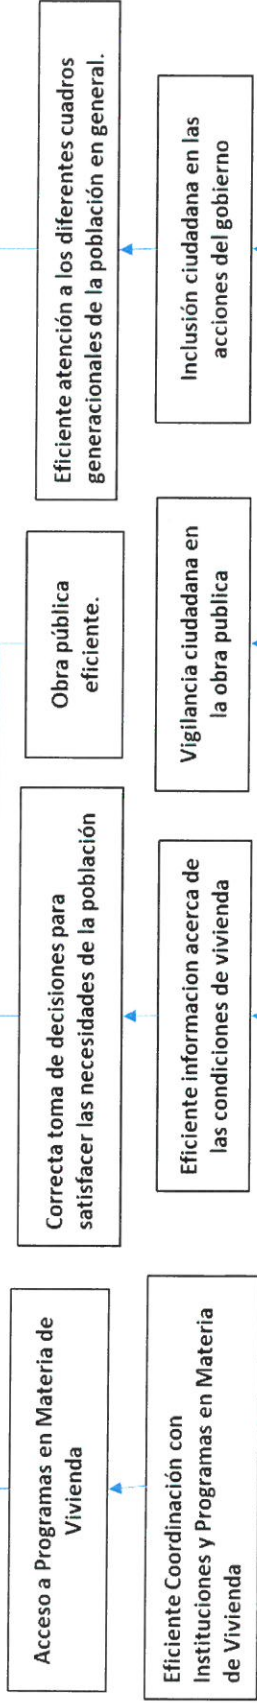 Acceso a Programas en Materia de
Vivienda
Correcta toma de decisiones para
satisfacer las necesidades de la población
Obra pública
eficiente.
Eficiente atención a los diferentes cuadros
generacionales de la población en general.
Eficiente Coordinación con
Instituciones y Programas en Materia
de Vivienda
Eficiente informacion acerca de
las condiciones de vivienda
Vigilancia ciudadana en
la obra publica
Inclusión ciudadana en las
acciones del gobierno